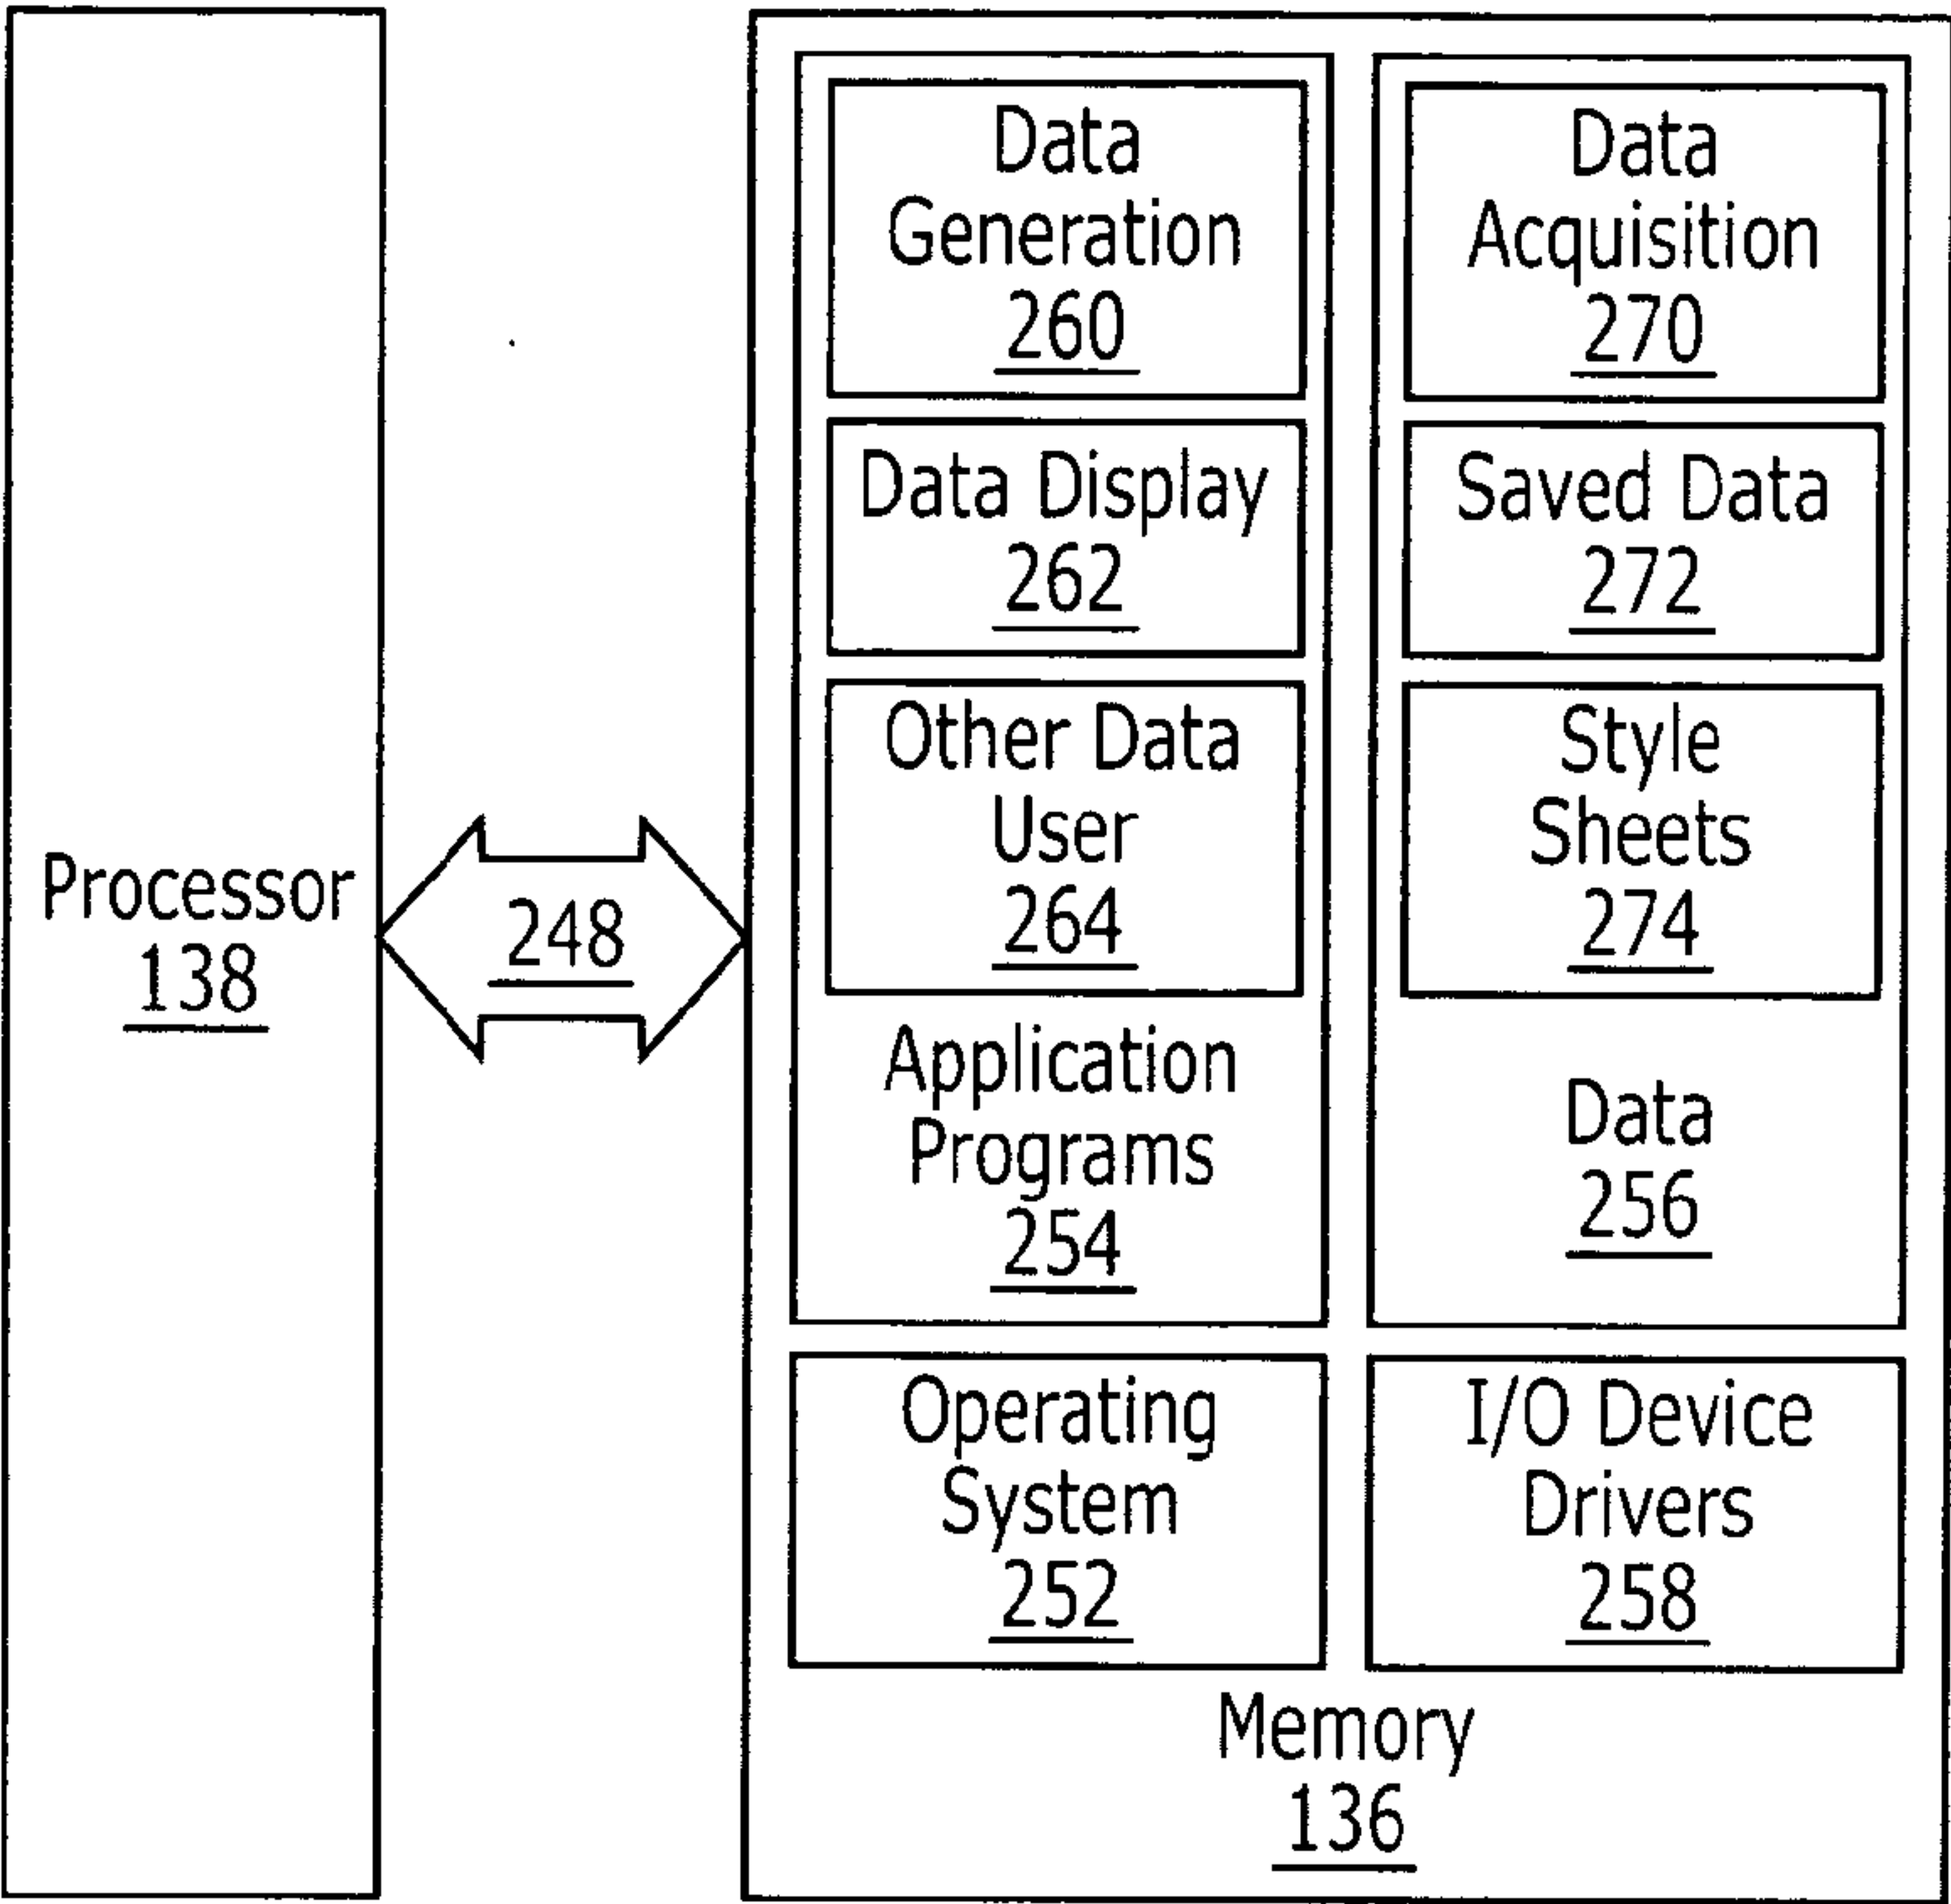 Processor
138
248
Data
Generation
260
Data Display
262
Other Data
User
264
Application
Programs
254
Data
Acquisition
270
Saved Data
272
Style
Sheets
274
Data
256
Operating
System
252
I/O Device
Drivers
258
Memory
136